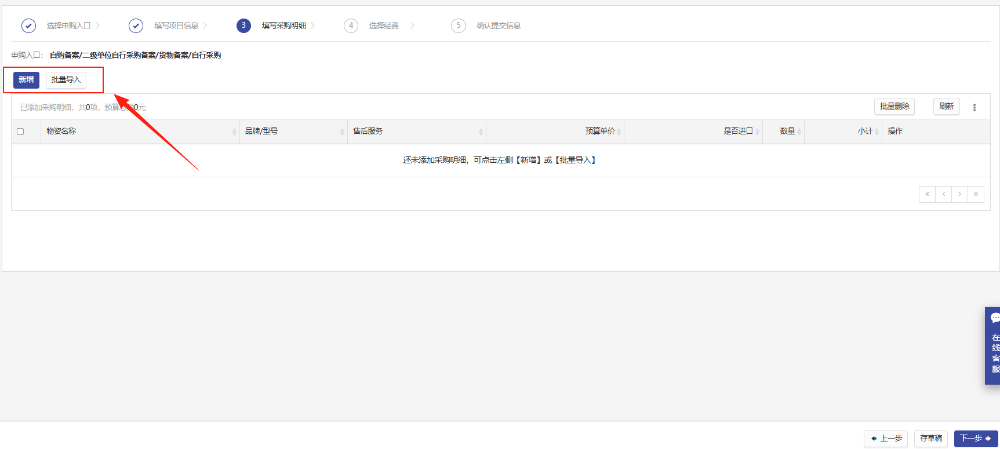 选择申购入口 填写项目信息 3 填写采购明细 4 选择经费 5 确认提交信息
申购入口： 自购备案/二级单位自行采购备案/货物备案/自行采购
新增 批量导入
已添加采购明细，共0项，预算总额0元 批量删除 刷新
物资名称 品牌/型号 售后服务 预算单价 是否进口 数量 小计 操作
还未添加采购明细，可点击左侧【新增】或【批量导入】
« ‹ › »
在
线
客
服
上一步 存草稿 下一步